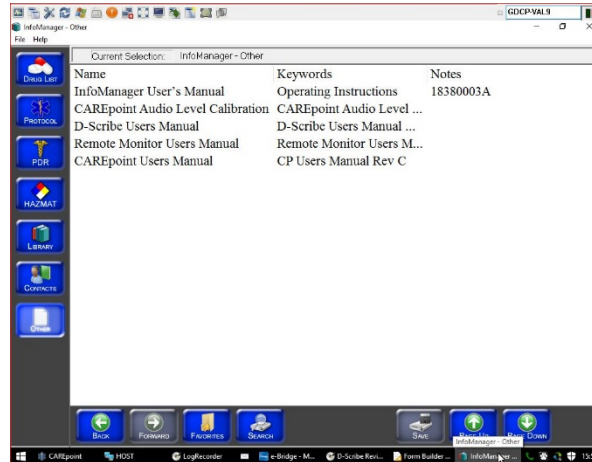 GDCP-VAL9
InfoManager - Other
File Help
Current Selection: InfoManager - Other
Name Keywords Notes
InfoManager User's Manual Operating Instructions 18380003A
CAREpoint Audio Level Calibration CAREpoint Audio Level ...
D-Scribe Users Manual D-Scribe Users Manual ...
Remote Monitor Users Manual Remote Monitor Users M...
CAREpoint Users Manual CP Users Manual Rev C
DRUG LIST
PROTOCOL
PDR
HAZMAT
LIBRARY
CONTACTS
OTHER
BACK FORWARD FAVORITES SEARCH SAVE PAGE UP PAGE DOWN
InfoManager - Other
CAREpoint HOST LogRecorder e-Bridge - M... D-Scribe Revi... Form Builder ... InfoManager ...